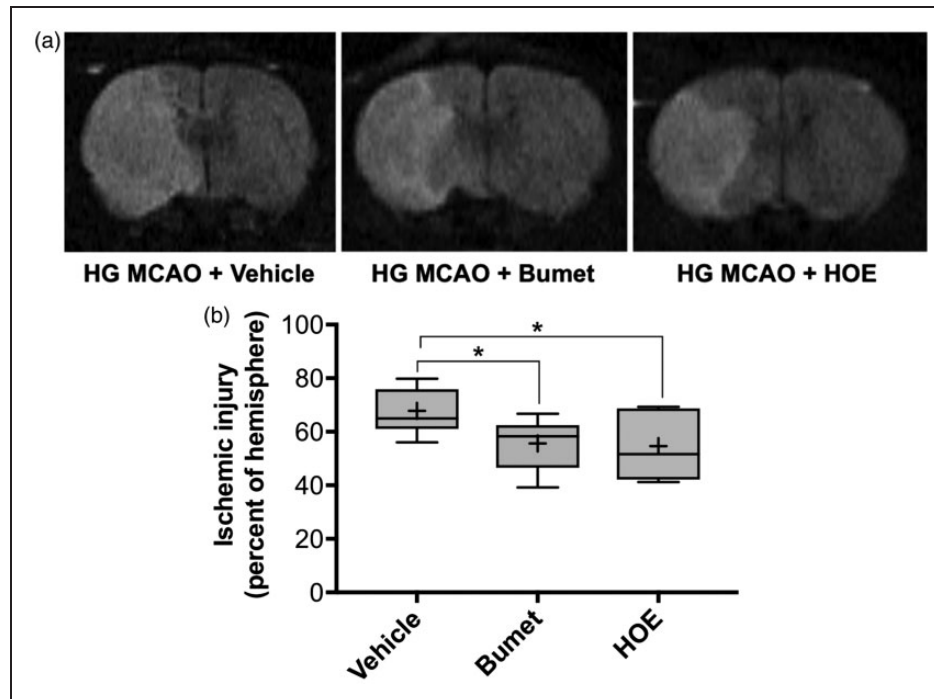 (a)
HG MCAO + Vehicle
HG MCAO + Bumet
HG MCAO + HOE
(b)
Ischemic injury
(percent of hemisphere)
100
80
60
40
20
0
*
*
Vehicle
Bumet
HOE